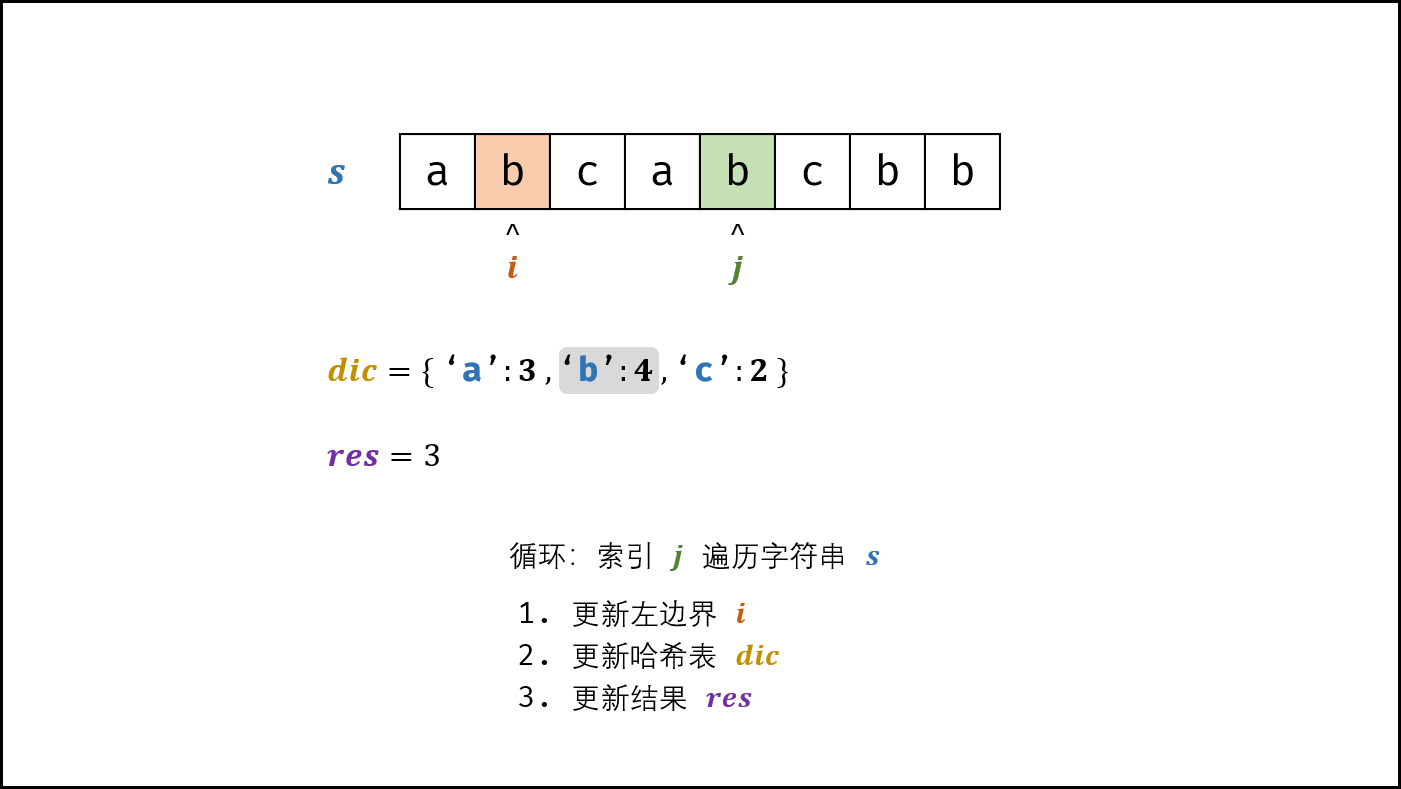 s a b c a b c b b
^ ^
i j
dic = { ‘a’:3 , ‘b’:4 , ‘c’:2 }
res = 3
循环: 索引 j 遍历字符串 s
1. 更新左边界 i
2. 更新哈希表 dic
3. 更新结果 res